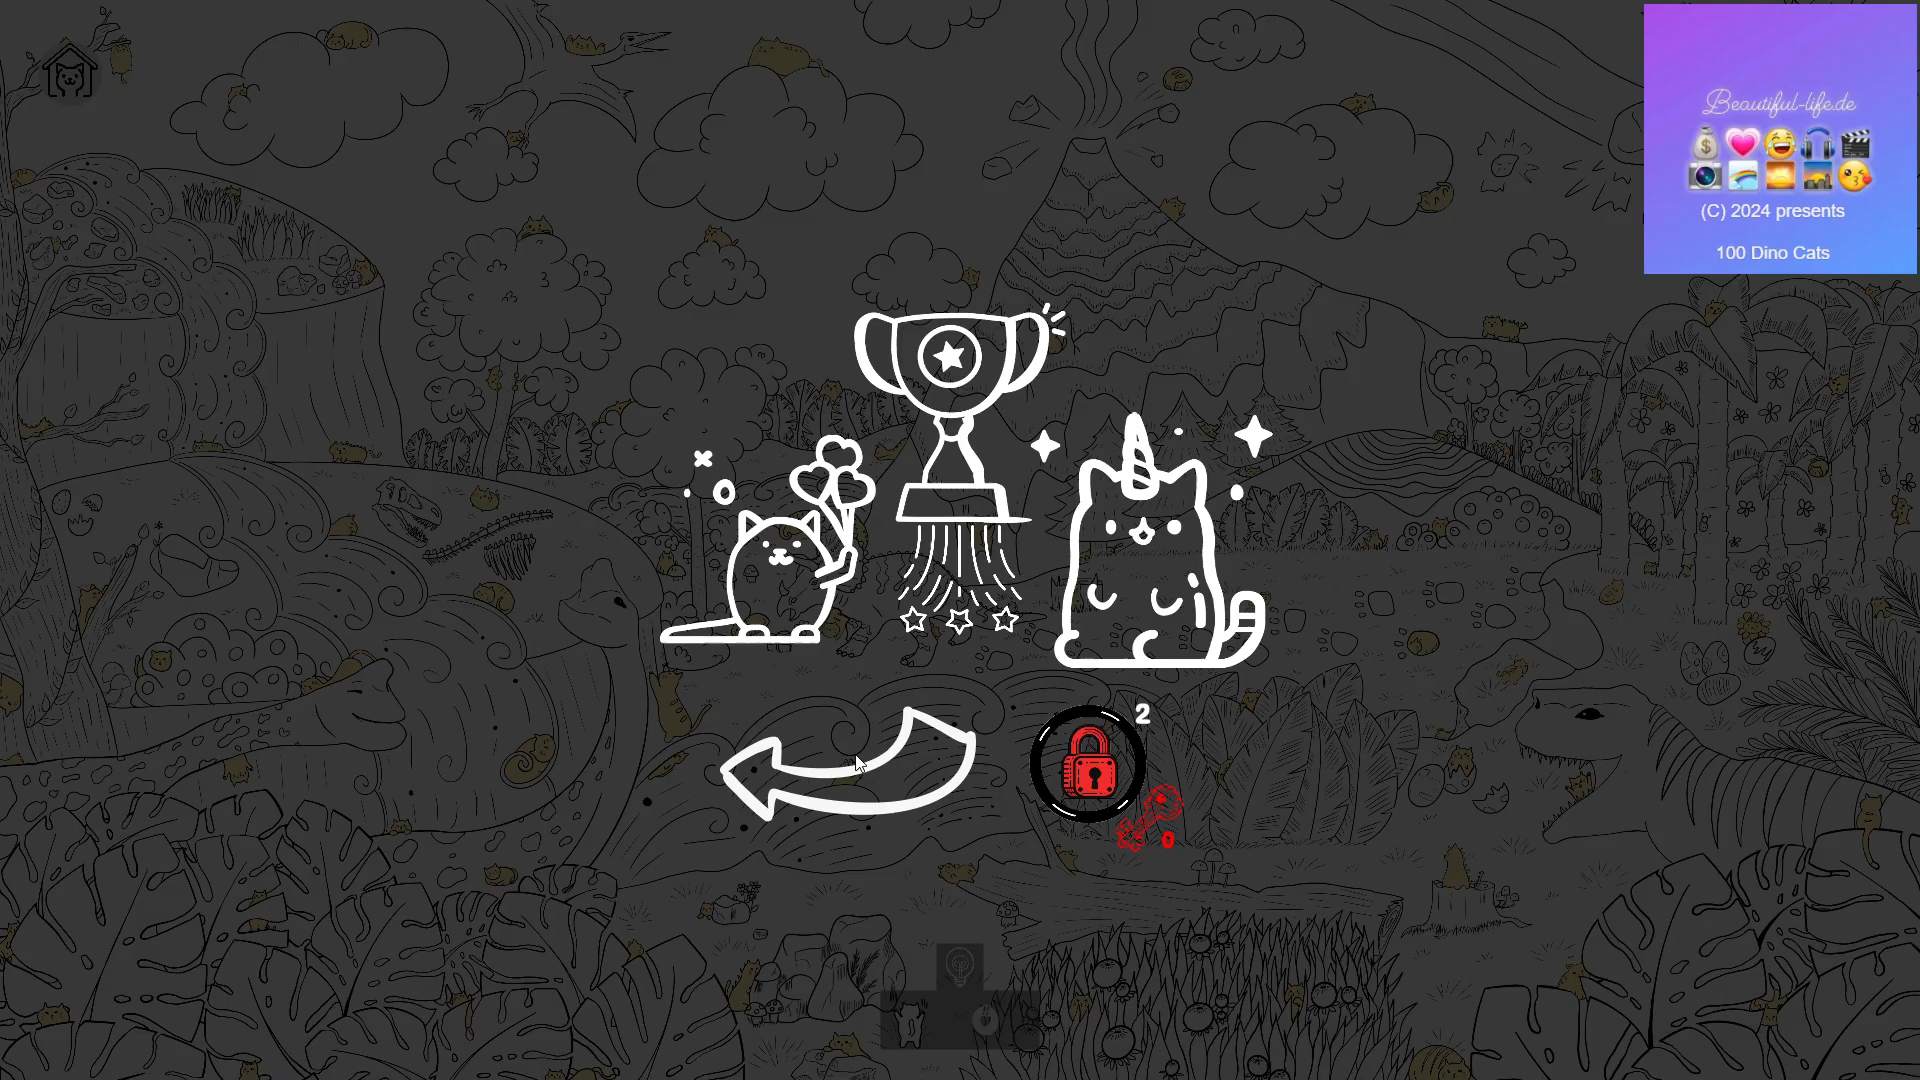 Beautiful-life.de
(C) 2024 presents
100 Dino Cats
2
0